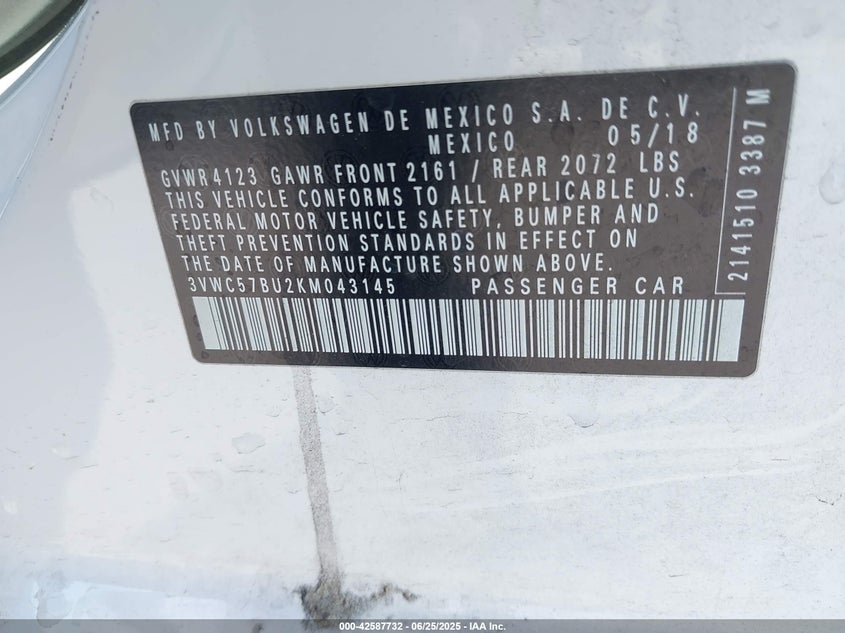 MFD BY VOLKSWAGEN DE MEXICO S.A. DE C.V.
MEXICO 05/18
GVWR 4123 GAWR FRONT 2161 / REAR 2072 LBS
THIS VEHICLE CONFORMS TO ALL APPLICABLE U.S.
FEDERAL MOTOR VEHICLE SAFETY, BUMPER AND
THEFT PREVENTION STANDARDS IN EFFECT ON
THE DATE OF MANUFACTURE SHOWN ABOVE.
3VWC57BU2KM043145 PASSENGER CAR
2141510 3387 M
000-42587732 - 06/25/2025 - IAA Inc.